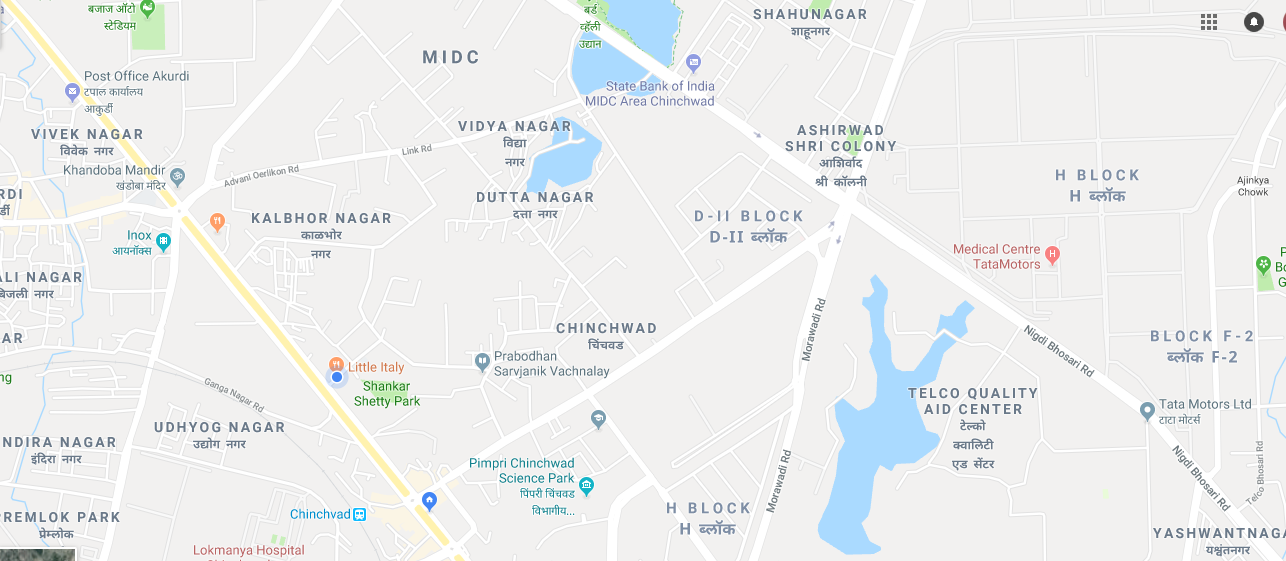 बजाज ऑटो
स्टेडियम
बर्ड
व्हॅली
उद्यान
SHAHUNAGAR
शाहूनगर
MIDC
Post Office Akurdi
टपाल कार्यालय
आकुर्डी
State Bank of India
MIDC Area Chinchwad
VIVEK NAGAR
विवेक नगर
VIDYA NAGAR
विद्या
नगर
Link Rd
ASHIRWAD
SHRI COLONY
आशिर्वाद
श्री कॉलनी
Khandoba Mandir
खंडोबा मंदिर
Advani Oerlikon Rd
H BLOCK
H ब्लॉक
Ajinkya
Chowk
RDI
र्डी
DUTTA NAGAR
दत्ता नगर
KALBHOR NAGAR
काळभोर
नगर
D-II BLOCK
D-II ब्लॉक
Inox
आयनॉक्स
Medical Centre
TataMotors
P
Bo
G
ALI NAGAR
बिजली नगर
Morawadi Rd
CHINCHWAD
चिंचवड
AR
BLOCK F-2
ब्लॉक F-2
Nigdi Bhosari Rd
Little Italy
Prabodhan
Sarvjanik Vachnalay
Shankar
Shetty Park
ng
Ganga Nagar Rd
TELCO QUALITY
AID CENTER
टेल्को
क्वालिटी
एड सेंटर
Tata Motors Ltd
टाटा मोटर्स
UDHYOG NAGAR
उद्योग नगर
NDIRA NAGAR
इंदिरा नगर
Pimpri Chinchwad
Science Park
पिंपरी चिंचवड
विभागीय...
Morawadi Rd
Nigdi Bhosari Rd
Telco Bhosari Rd
H BLOCK
H ब्लॉक
Chinchvad
REMLOK PARK
प्रेम्लोक
YASHWANTNAGA
यशवंतनगर
Lokmanya Hospital